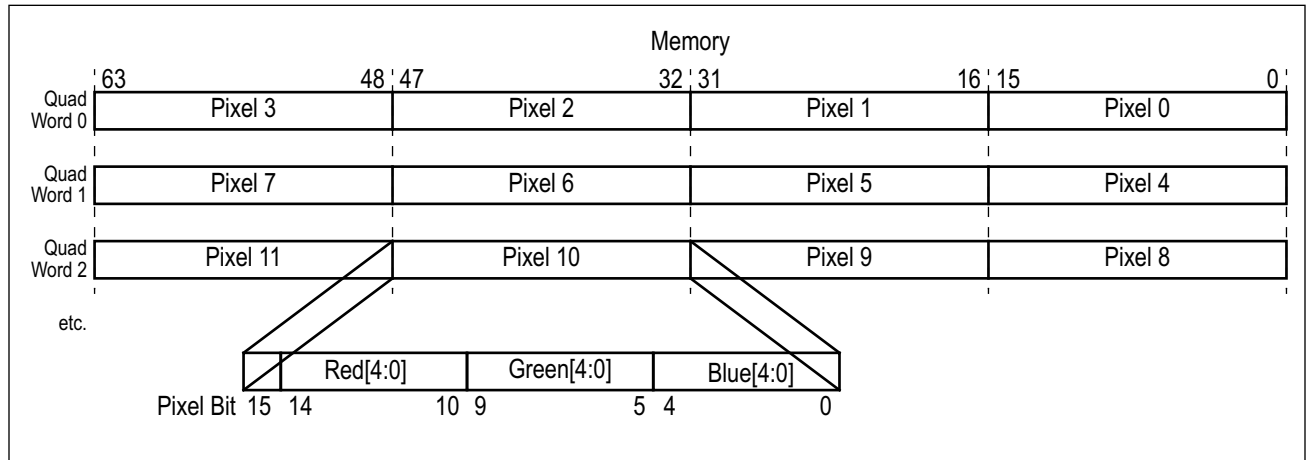 Memory
63 48 47 32 31 16 15 0
Quad
Word 0
Pixel 3 Pixel 2 Pixel 1 Pixel 0
Quad
Word 1
Pixel 7 Pixel 6 Pixel 5 Pixel 4
Quad
Word 2
Pixel 11 Pixel 10 Pixel 9 Pixel 8
etc.
Red[4:0] Green[4:0] Blue[4:0]
Pixel Bit 15 14 10 9 5 4 0